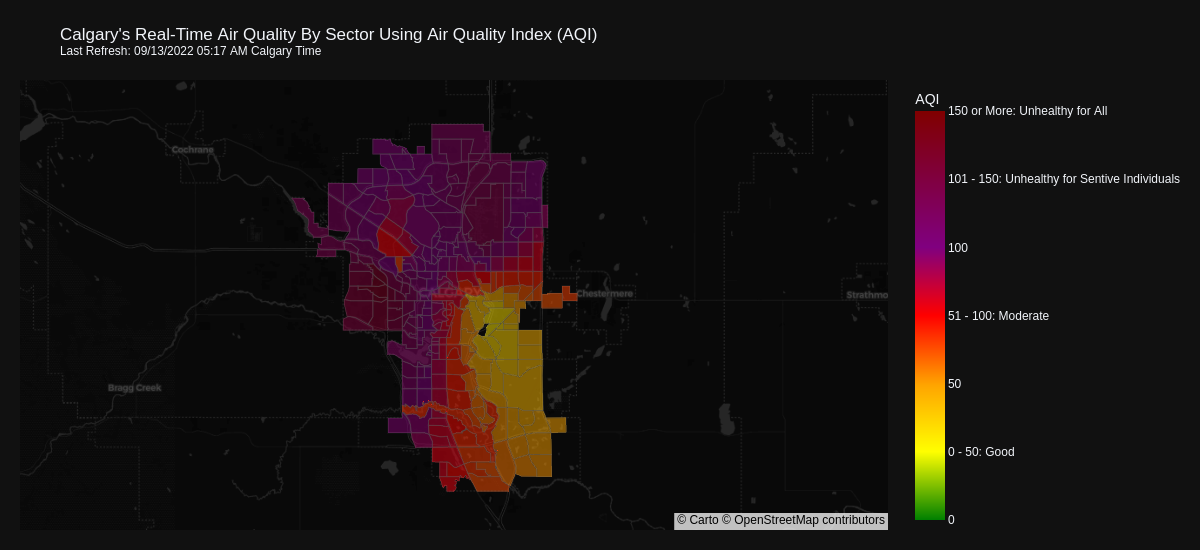 Calgary's Real-Time Air Quality By Sector Using Air Quality Index (AQI)
Last Refresh: 09/13/2022 05:17 AM Calgary Time
AQI
150 or More: Unhealthy for All
Cochrane
101 - 150: Unhealthy for Sentive Individuals
100
CALGARY
Chestermere
Strathmo
51 - 100: Moderate
Bragg Creek
50
0 - 50: Good
© Carto © OpenStreetMap contributors
0